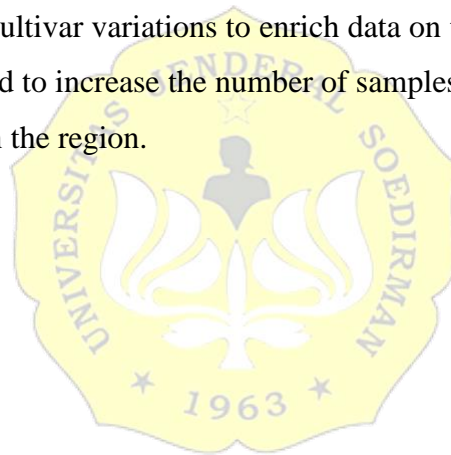 ultivar variations to enrich data on
d to increase the number of samples
the region.
UNIVERSITAS JENDERAL SOEDIRMAN
1963